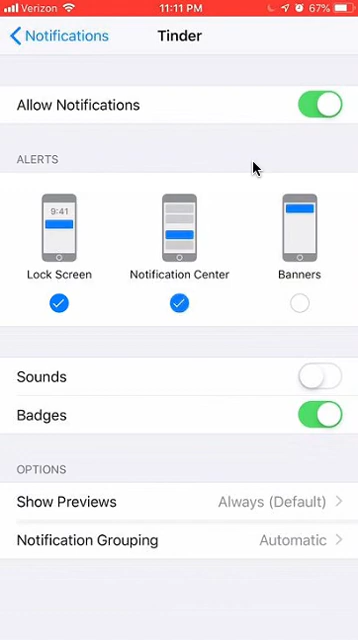 Verizon 11:11 PM 67%
Notifications Tinder
Allow Notifications
ALERTS
9:41
Lock Screen Notification Center Banners
Sounds
Badges
OPTIONS
Show Previews Always (Default)
Notification Grouping Automatic